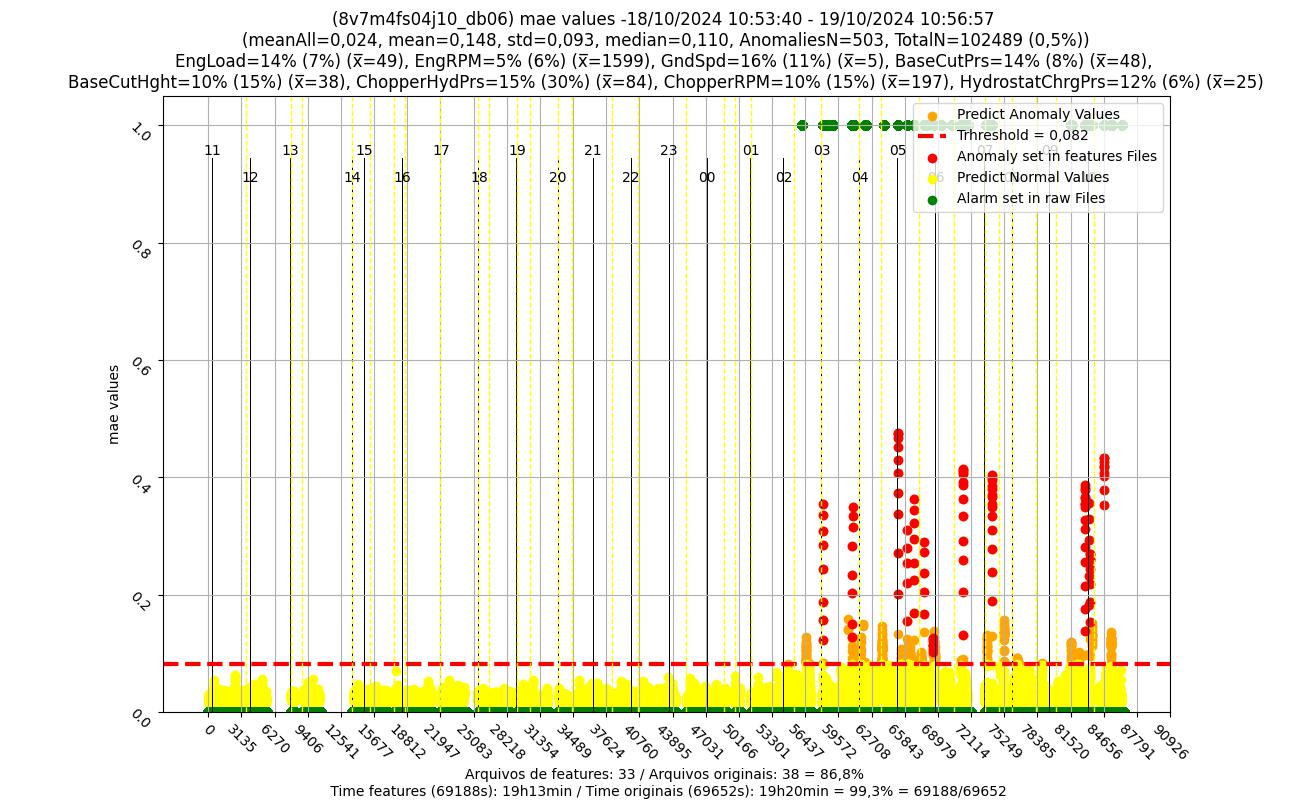 (8v7m4fs04j10_db06) mae values -18/10/2024 10:53:40 - 19/10/2024 10:56:57
(meanAll=0,024, mean=0,148, std=0,093, median=0,110, AnomaliesN=503, TotalN=102489 (0,5%))
EngLoad=14% (7%) (x̅=49), EngRPM=5% (6%) (x̅=1599), GndSpd=16% (11%) (x̅=5), BaseCutPrs=14% (8%) (x̅=48),
BaseCutHght=10% (15%) (x̅=38), ChopperHydPrs=15% (30%) (x̅=84), ChopperRPM=10% (15%) (x̅=197), HydrostatChrgPrs=12% (6%) (x̅=25)
Predict Anomaly Values
Trhreshold = 0,082
Anomaly set in features Files
Predict Normal Values
Alarm set in raw Files
11 13 15 17 19 21 23 01 03 05 07 09
12 14 16 18 20 22 00 02 04 06
mae values
1.0
0.8
0.6
0.4
0.2
0.0
0 3135 6270 9406 12541 15677 18812 21947 25083 28218 31354 34489 37624 40760 43895 47031 50166 53301 56437 59572 62708 65843 68979 72114 75249 78385 81520 84656 87791 90926
Arquivos de features: 33 / Arquivos originais: 38 = 86,8%
Time features (69188s): 19h13min / Time originais (69652s): 19h20min = 99,3% = 69188/69652